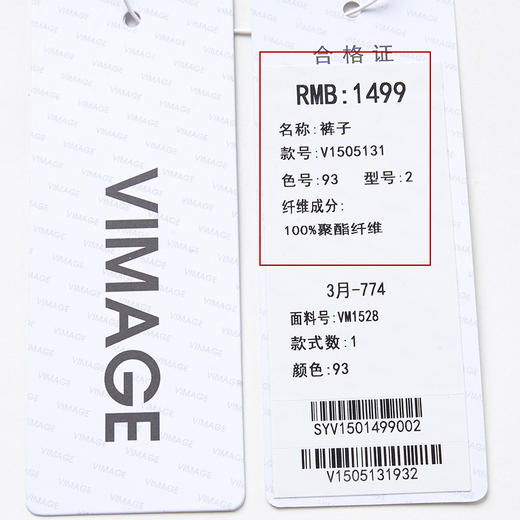 VIMAGE
合格证
RMB:1499
名称:裤子
款号:V1505131
色号:93 型号:2
纤维成分:
100%聚酯纤维
3月-774
面料号:VM1528
款式数:1
颜色:93
SYV1501499002
V1505131932